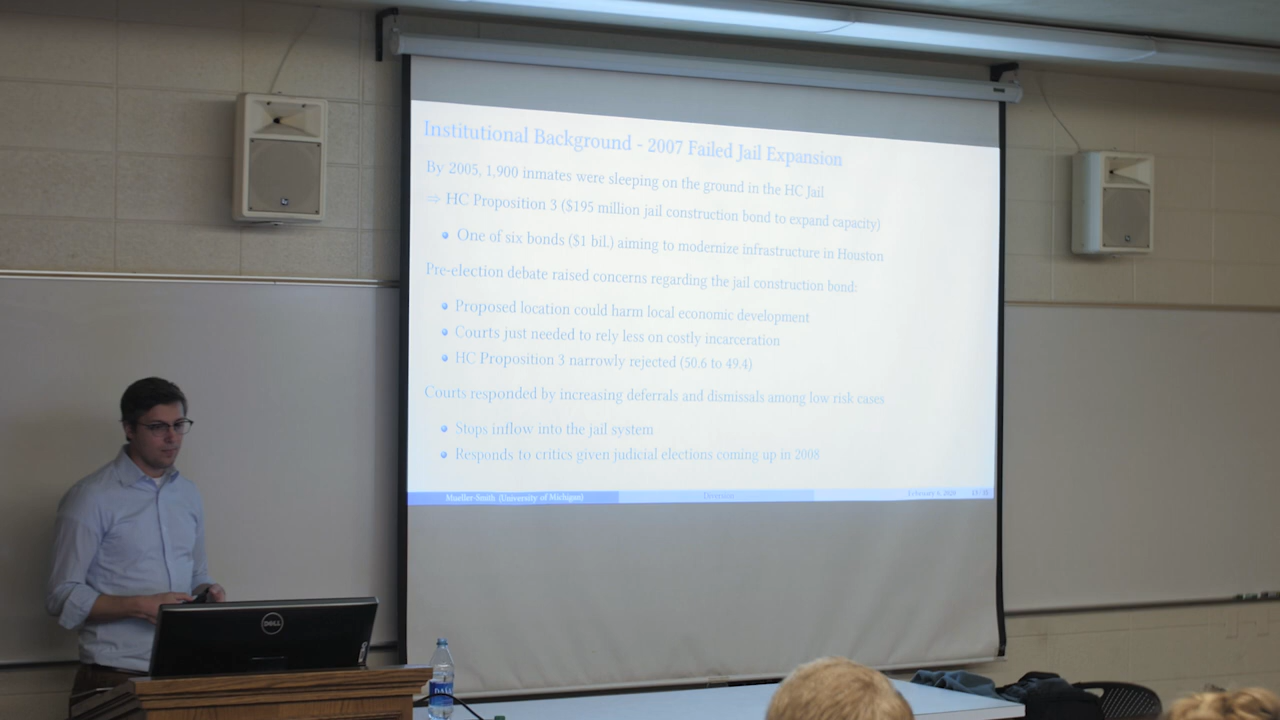 Institutional Background - 2007 Failed Jail Expansion
By 2005, 1,900 inmates were sleeping on the ground in the HC Jail
⇒ HC Proposition 3 ($195 million jail construction bond to expand capacity)
• One of six bonds ($1 bil.) aiming to modernize infrastructure in Houston
Pre-election debate raised concerns regarding the jail construction bond:
• Proposed location could harm local economic development
• Courts just needed to rely less on costly incarceration
• HC Proposition 3 narrowly rejected (50.6 to 49.4)
Courts responded by increasing deferrals and dismissals among low risk cases
• Stops inflow into the jail system
• Responds to critics given judicial elections coming up in 2008
Mueller-Smith (University of Michigan) Diversion February
DELL